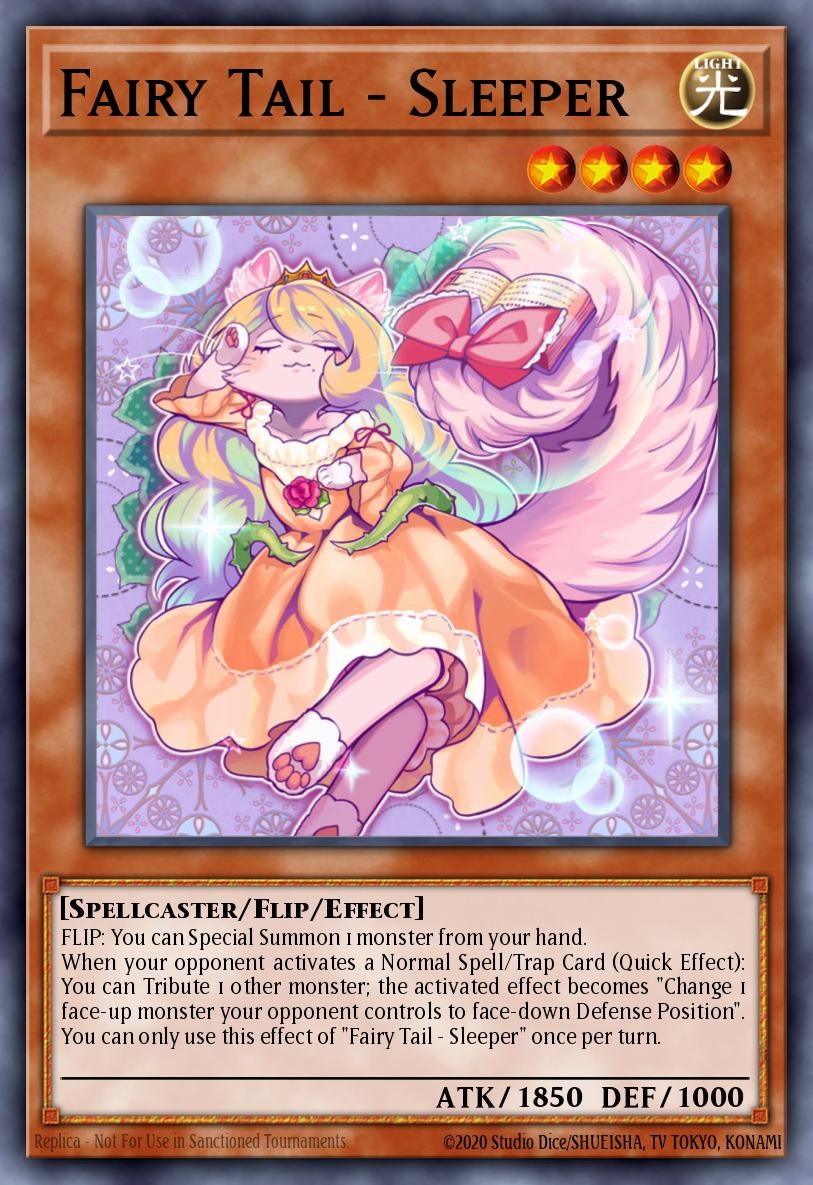 Fairy Tail - Sleeper
LIGHT
光
[Spellcaster/Flip/Effect]
FLIP: You can Special Summon 1 monster from your hand.
When your opponent activates a Normal Spell/Trap Card (Quick Effect):
You can Tribute 1 other monster; the activated effect becomes "Change 1
face-up monster your opponent controls to face-down Defense Position".
You can only use this effect of "Fairy Tail - Sleeper" once per turn.
ATK/1850 DEF/1000
Replica - Not For Use in Sanctioned Tournaments.
©2020 Studio Dice/SHUEISHA, TV TOKYO, KONAMI